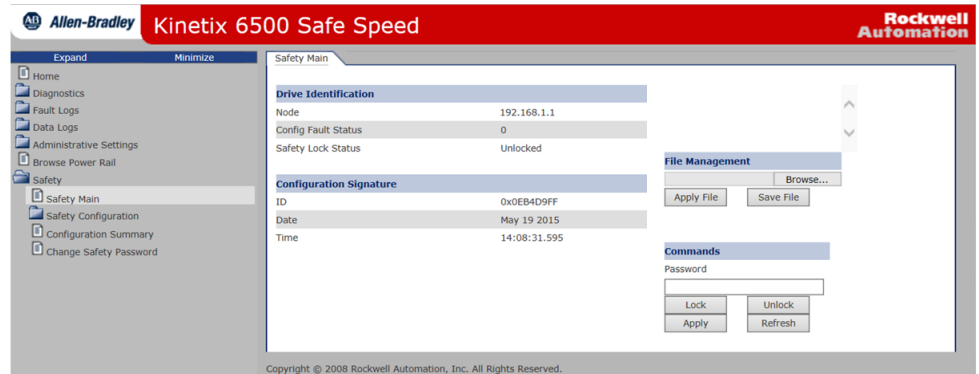 AB Allen-Bradley Kinetix 6500 Safe Speed Rockwell Automation
Expand Minimize
Home
Diagnostics
Fault Logs
Data Logs
Administrative Settings
Browse Power Rail
Safety
Safety Main
Safety Configuration
Configuration Summary
Change Safety Password
Safety Main
Drive Identification
Node 192.168.1.1
Config Fault Status 0
Safety Lock Status Unlocked
Configuration Signature
ID 0x0EB4D9FF
Date May 19 2015
Time 14:08:31.595
File Management
Browse...
Apply File Save File
Commands
Password
Lock Unlock
Apply Refresh
Copyright © 2008 Rockwell Automation, Inc. All Rights Reserved.